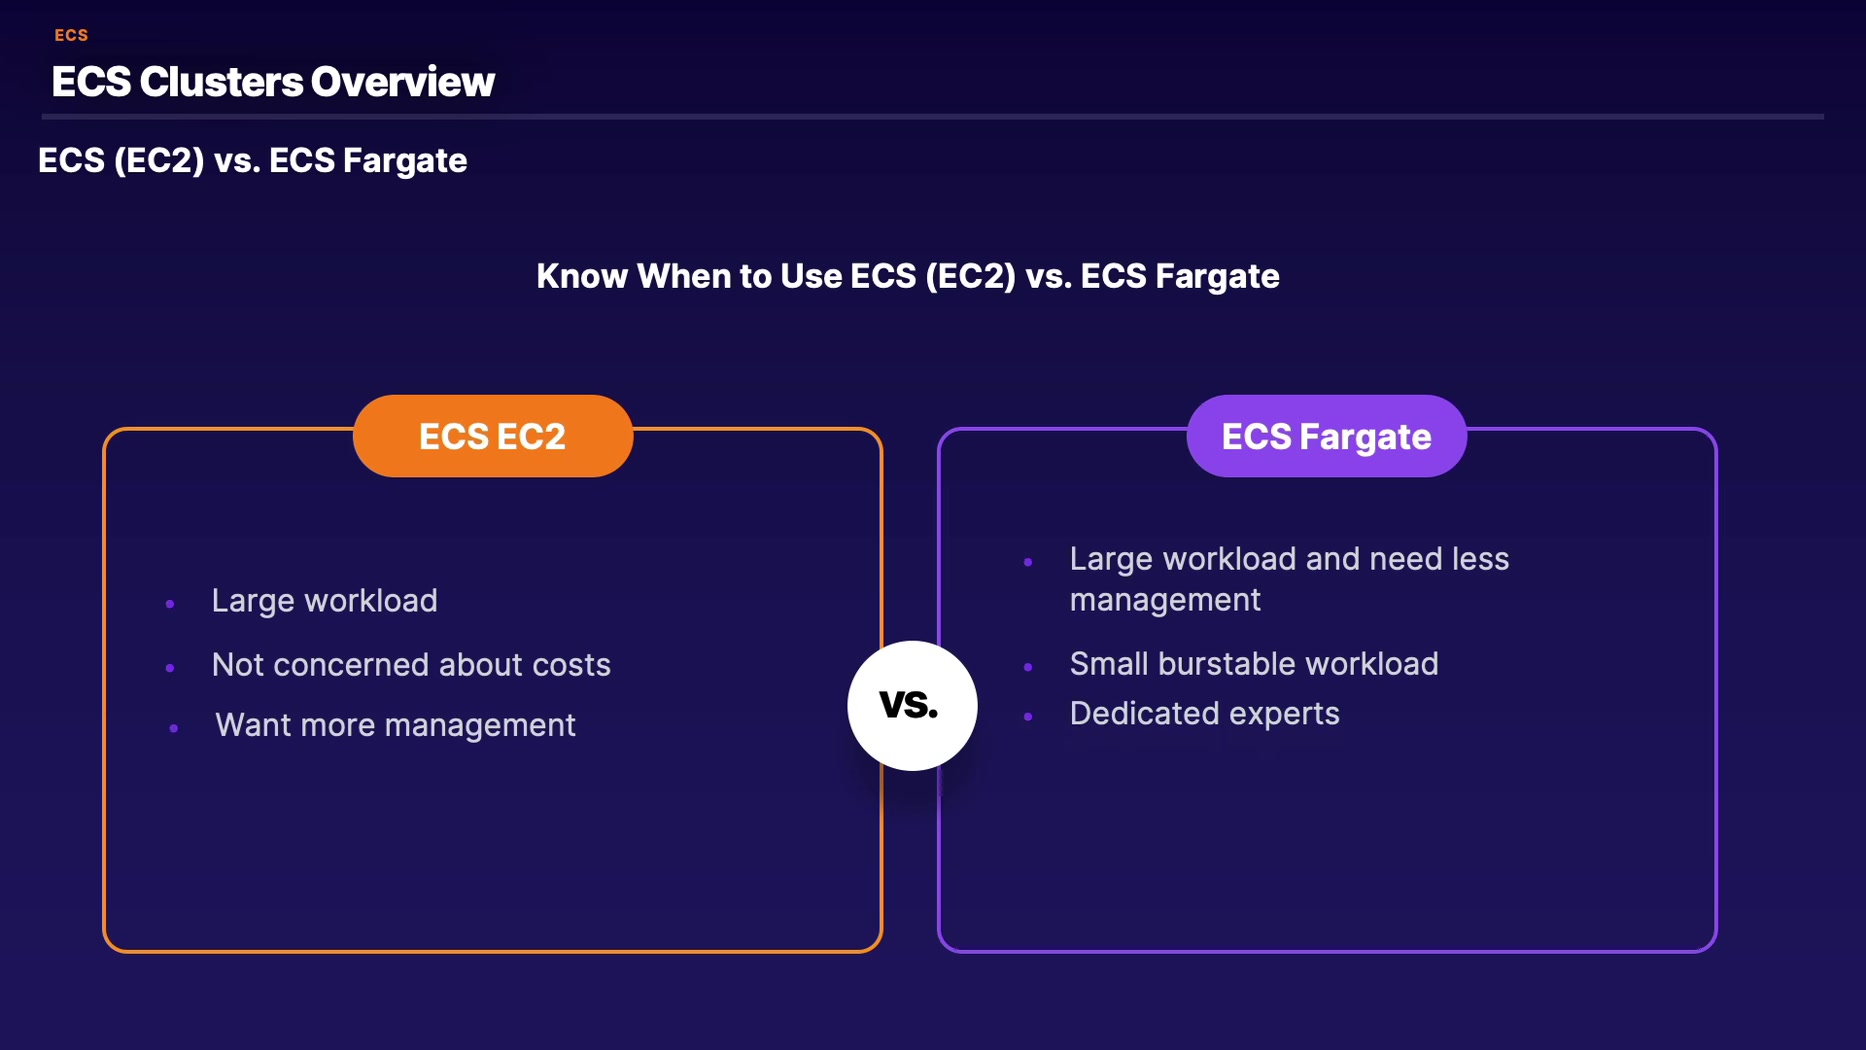 ECS
ECS Clusters Overview
ECS (EC2) vs. ECS Fargate
Know When to Use ECS (EC2) vs. ECS Fargate
ECS EC2
• Large workload
• Not concerned about costs
• Want more management
VS.
ECS Fargate
• Large workload and need less
management
• Small burstable workload
• Dedicated experts